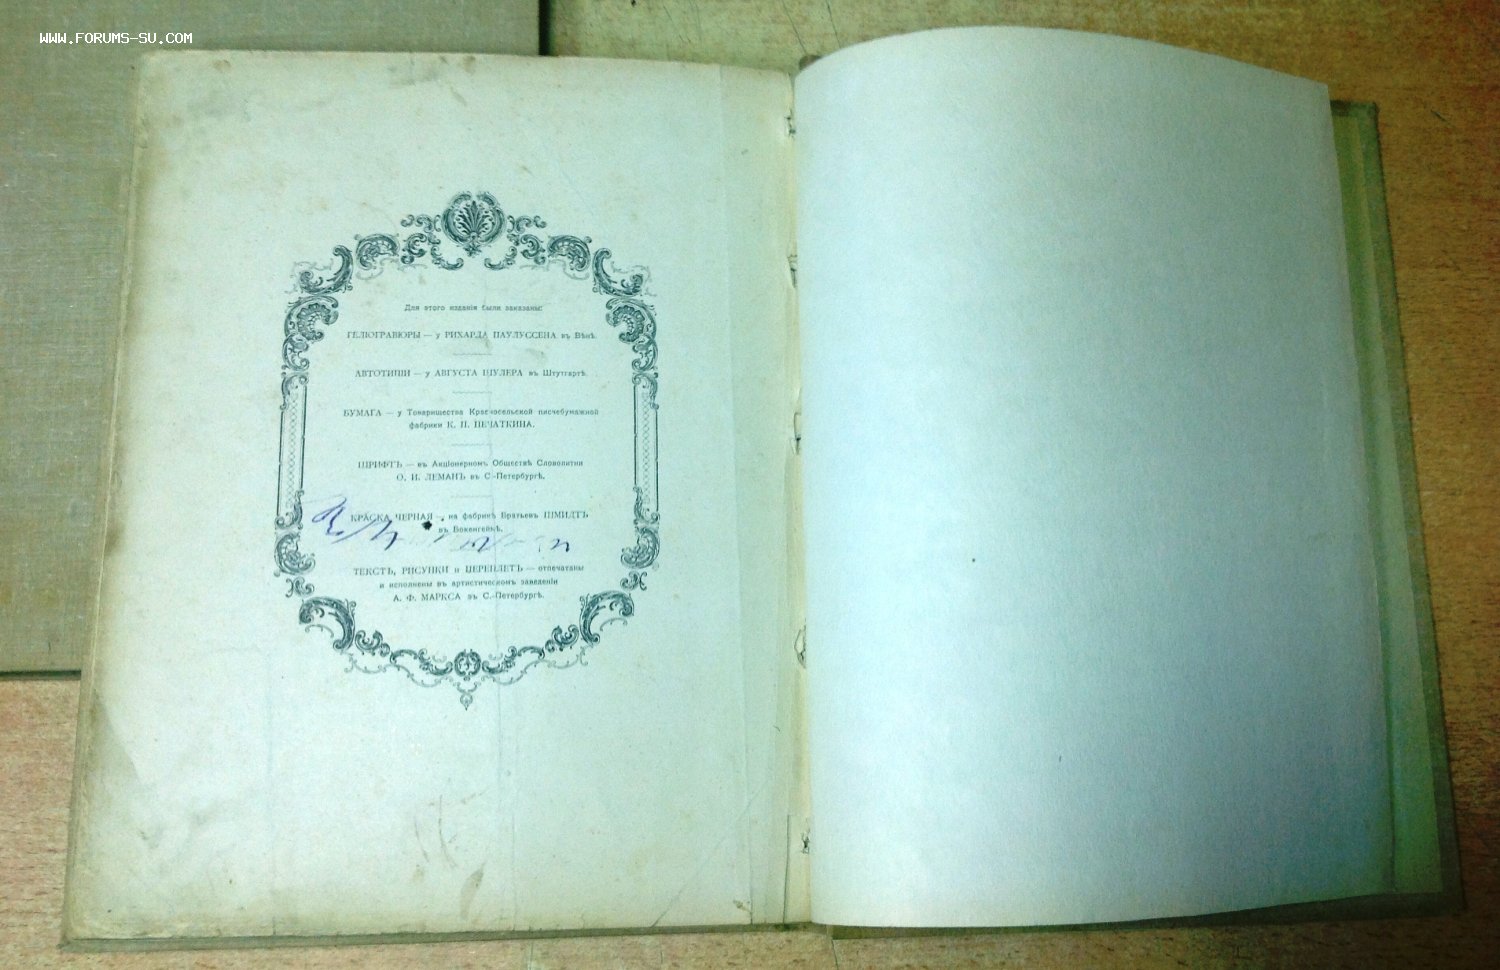 WWW.FORUMS-SU.COM
Для этого изданія были заказаны:
ГЕЛІОГРАВЮРЫ — у РИХАРДА ПАУЛУССЕНА въ Вѣнѣ.
АВТОТИПІИ — у АВГУСТА ШУЛЕРА въ Штутгартѣ.
БУМАГА — у Товарищества Красносельской писчебумажной
фабрики К. П. ПЕЧАТКИНА.
ШРИФТЪ — въ Акціонерномъ Обществѣ Словолитни
О. И. ЛЕМАНЪ въ С.-Петербургѣ.
КРАСКА ЧЕРНАЯ — на фабрикѣ Братьевъ ШМИДТЪ
въ Бокенгеймѣ.
ТЕКСТЪ, РИСУНКИ и ПЕРЕПЛЕТЪ — отпечатаны
и исполнены въ артистическомъ заведеніи
А. Ф. МАРКСА въ С.-Петербургѣ.